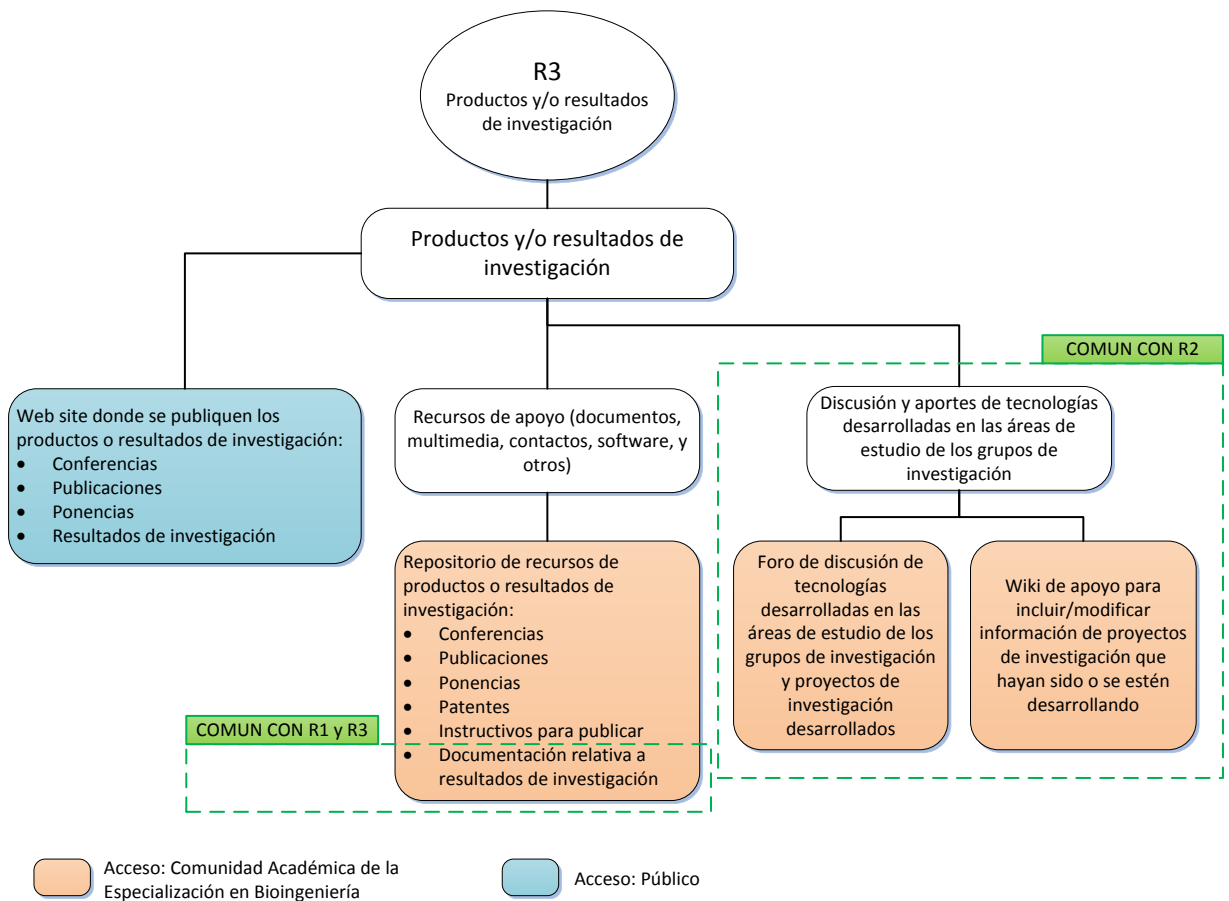 R3
Productos y/o resultados
de investigación
Productos y/o resultados de
investigación
COMUN CON R2
Web site donde se publiquen los
productos o resultados de investigación:
• Conferencias
• Publicaciones
• Ponencias
• Resultados de investigación
Recursos de apoyo (documentos,
multimedia, contactos, software, y
otros)
Discusión y aportes de tecnologías
desarrolladas en las áreas de
estudio de los grupos de
investigación
Repositorio de recursos de
productos o resultados de
investigación:
• Conferencias
• Publicaciones
• Ponencias
• Patentes
• Instructivos para publicar
• Documentación relativa a
resultados de investigación
Foro de discusión de
tecnologías
desarrolladas en las
áreas de estudio de los
grupos de investigación
y proyectos de
investigación
desarrollados
Wiki de apoyo para
incluir/modificar
información de proyectos
de investigación que
hayan sido o se estén
desarrollando
COMUN CON R1 y R3
Acceso: Comunidad Académica de la
Especialización en Bioingeniería
Acceso: Público